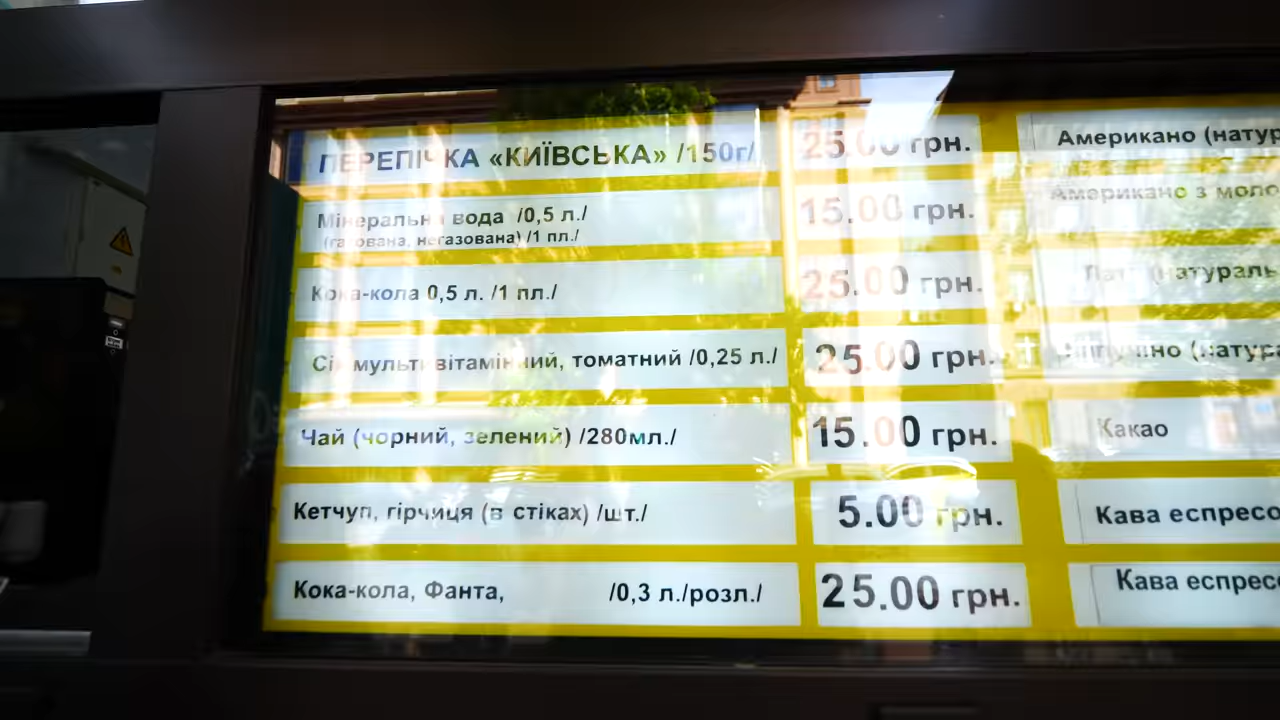 ПЕРЕПІЧКА «КИЇВСЬКА» /150г/ 25.00 грн.
Мінеральна вода /0,5 л./ 15.00 грн.
(газована, негазована) /1 пл./
Кока-кола 0,5 л. /1 пл./ 25.00 грн.
Сік мультивітамінний, томатний /0,25 л./ 25.00 грн.
Чай (чорний, зелений) /280мл./ 15.00 грн.
Кетчуп, гірчиця (в стіках) /шт./ 5.00 грн.
Кока-кола, Фанта, /0,3 л./розл./ 25.00 грн.
Американо (натур
Американо з моло
(натураль
(натура
Какао
Кава еспресо
Кава еспресо